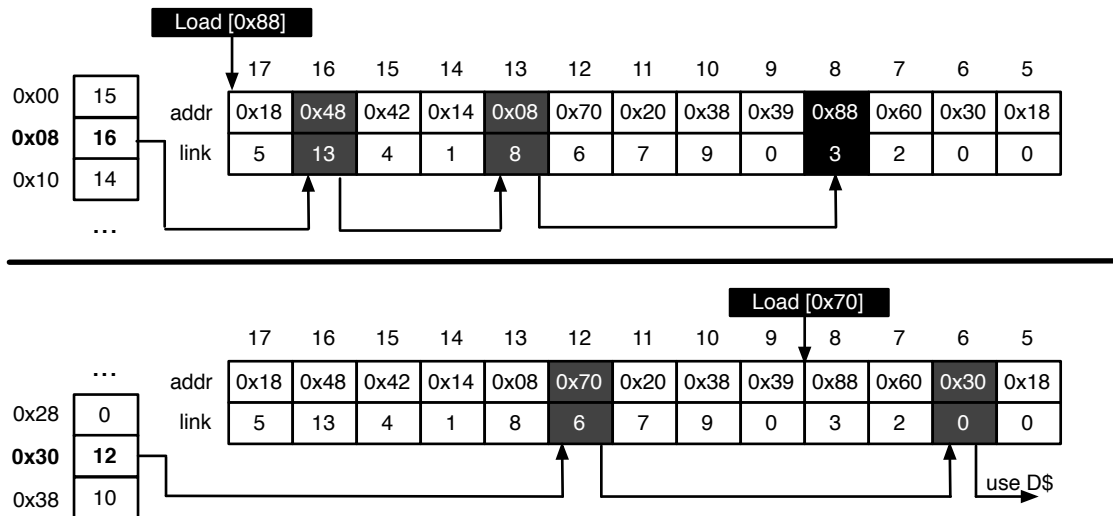 Load [0x88]
17 16 15 14 13 12 11 10 9 8 7 6 5
0x00 15
addr 0x18 0x48 0x42 0x14 0x08 0x70 0x20 0x38 0x39 0x88 0x60 0x30 0x18
0x08 16
link 5 13 4 1 8 6 7 9 0 3 2 0 0
0x10 14
...
Load [0x70]
17 16 15 14 13 12 11 10 9 8 7 6 5
...
addr 0x18 0x48 0x42 0x14 0x08 0x70 0x20 0x38 0x39 0x88 0x60 0x30 0x18
0x28 0
link 5 13 4 1 8 6 7 9 0 3 2 0 0
0x30 12
use D$
0x38 10